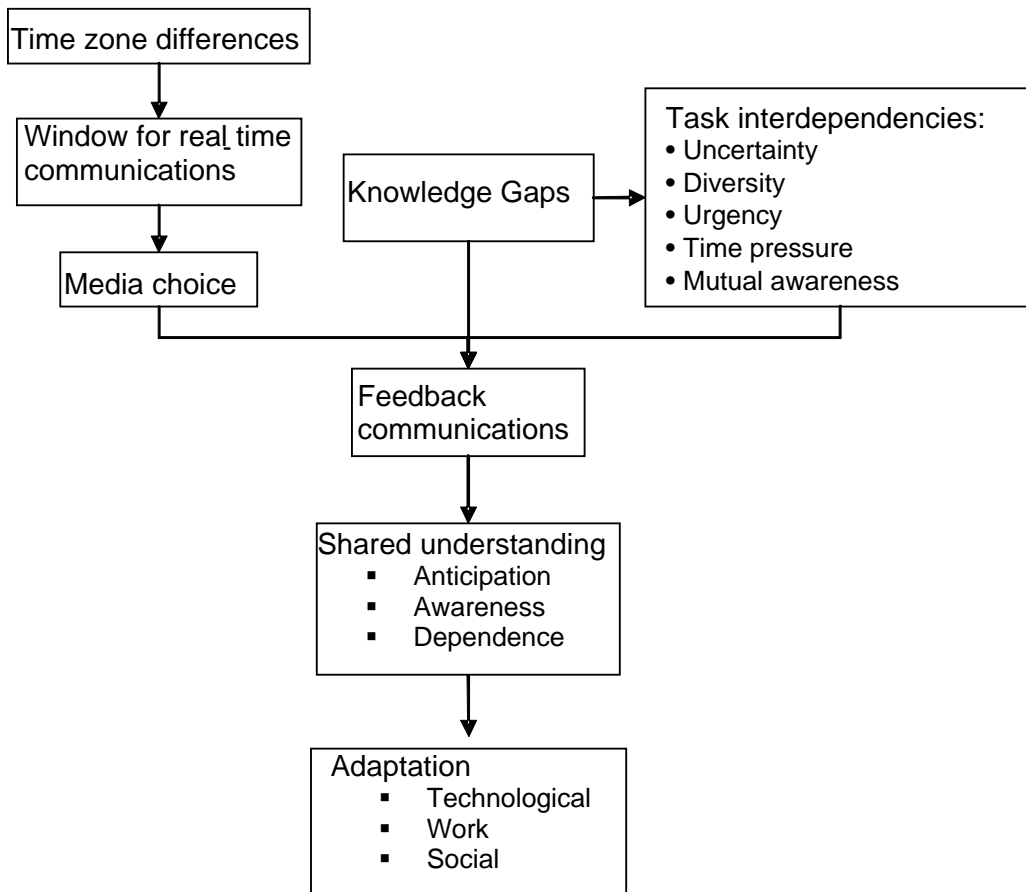 Time zone differences
Window for real time
communications
Media choice
Knowledge Gaps
Task interdependencies:
• Uncertainty
• Diversity
• Urgency
• Time pressure
• Mutual awareness
Feedback
communications
Shared understanding
▪ Anticipation
▪ Awareness
▪ Dependence
Adaptation
▪ Technological
▪ Work
▪ Social